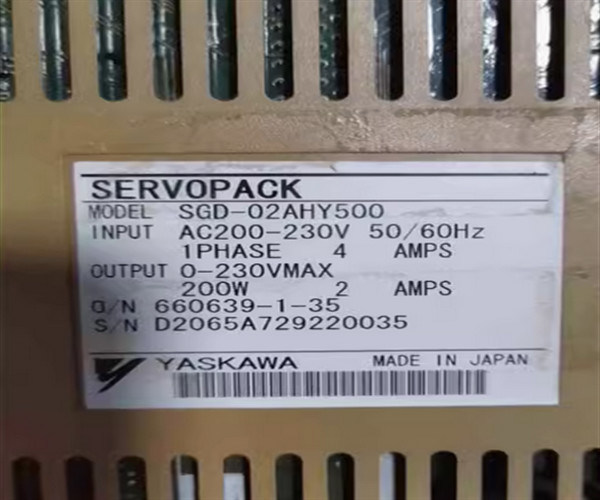 SERVOPACK
MODEL SGD-02AHY500
INPUT AC200-230V 50/60Hz
1PHASE 4 AMPS
OUTPUT 0-230VMAX
200W 2 AMPS
O/N 660639-1-35
S/N D2065A729220035
YASKAWA MADE IN JAPAN